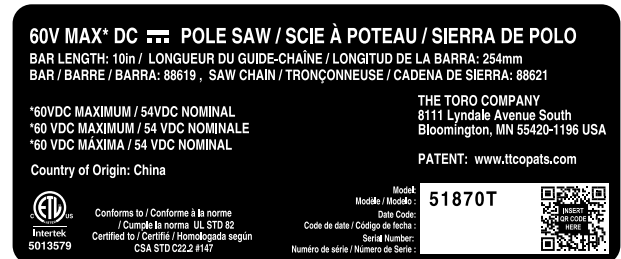 60V MAX* DC POLE SAW / SCIE À POTEAU / SIERRA DE POLO
BAR LENGTH: 10in / LONGUEUR DU GUIDE-CHAÎNE / LONGITUD DE LA BARRA: 254mm
BAR / BARRE / BARRA: 88619 , SAW CHAIN / TRONÇONNEUSE / CADENA DE SIERRA: 88621
*60VDC MAXIMUM / 54VDC NOMINAL
*60 VDC MAXIMUM / 54 VDC NOMINALE
*60 VDC MÁXIMA / 54 VDC NOMINAL
Country of Origin: China
THE TORO COMPANY
8111 Lyndale Avenue South
Bloomington, MN 55420-1196 USA
PATENT: www.ttcopats.com
C ETL US
Intertek
5013579
Conforms to / Conforme à la norme
/ Cumple la norma UL STD 82
Certified to / Certifié / Homologada según
CSA STD C22.2 #147
Model:
Modèle / Modelo :
51870T
Date Code:
Code de date / Código de fecha :
Serial Number:
Numéro de série / Número de Serie :
INSERT
QR CODE
HERE